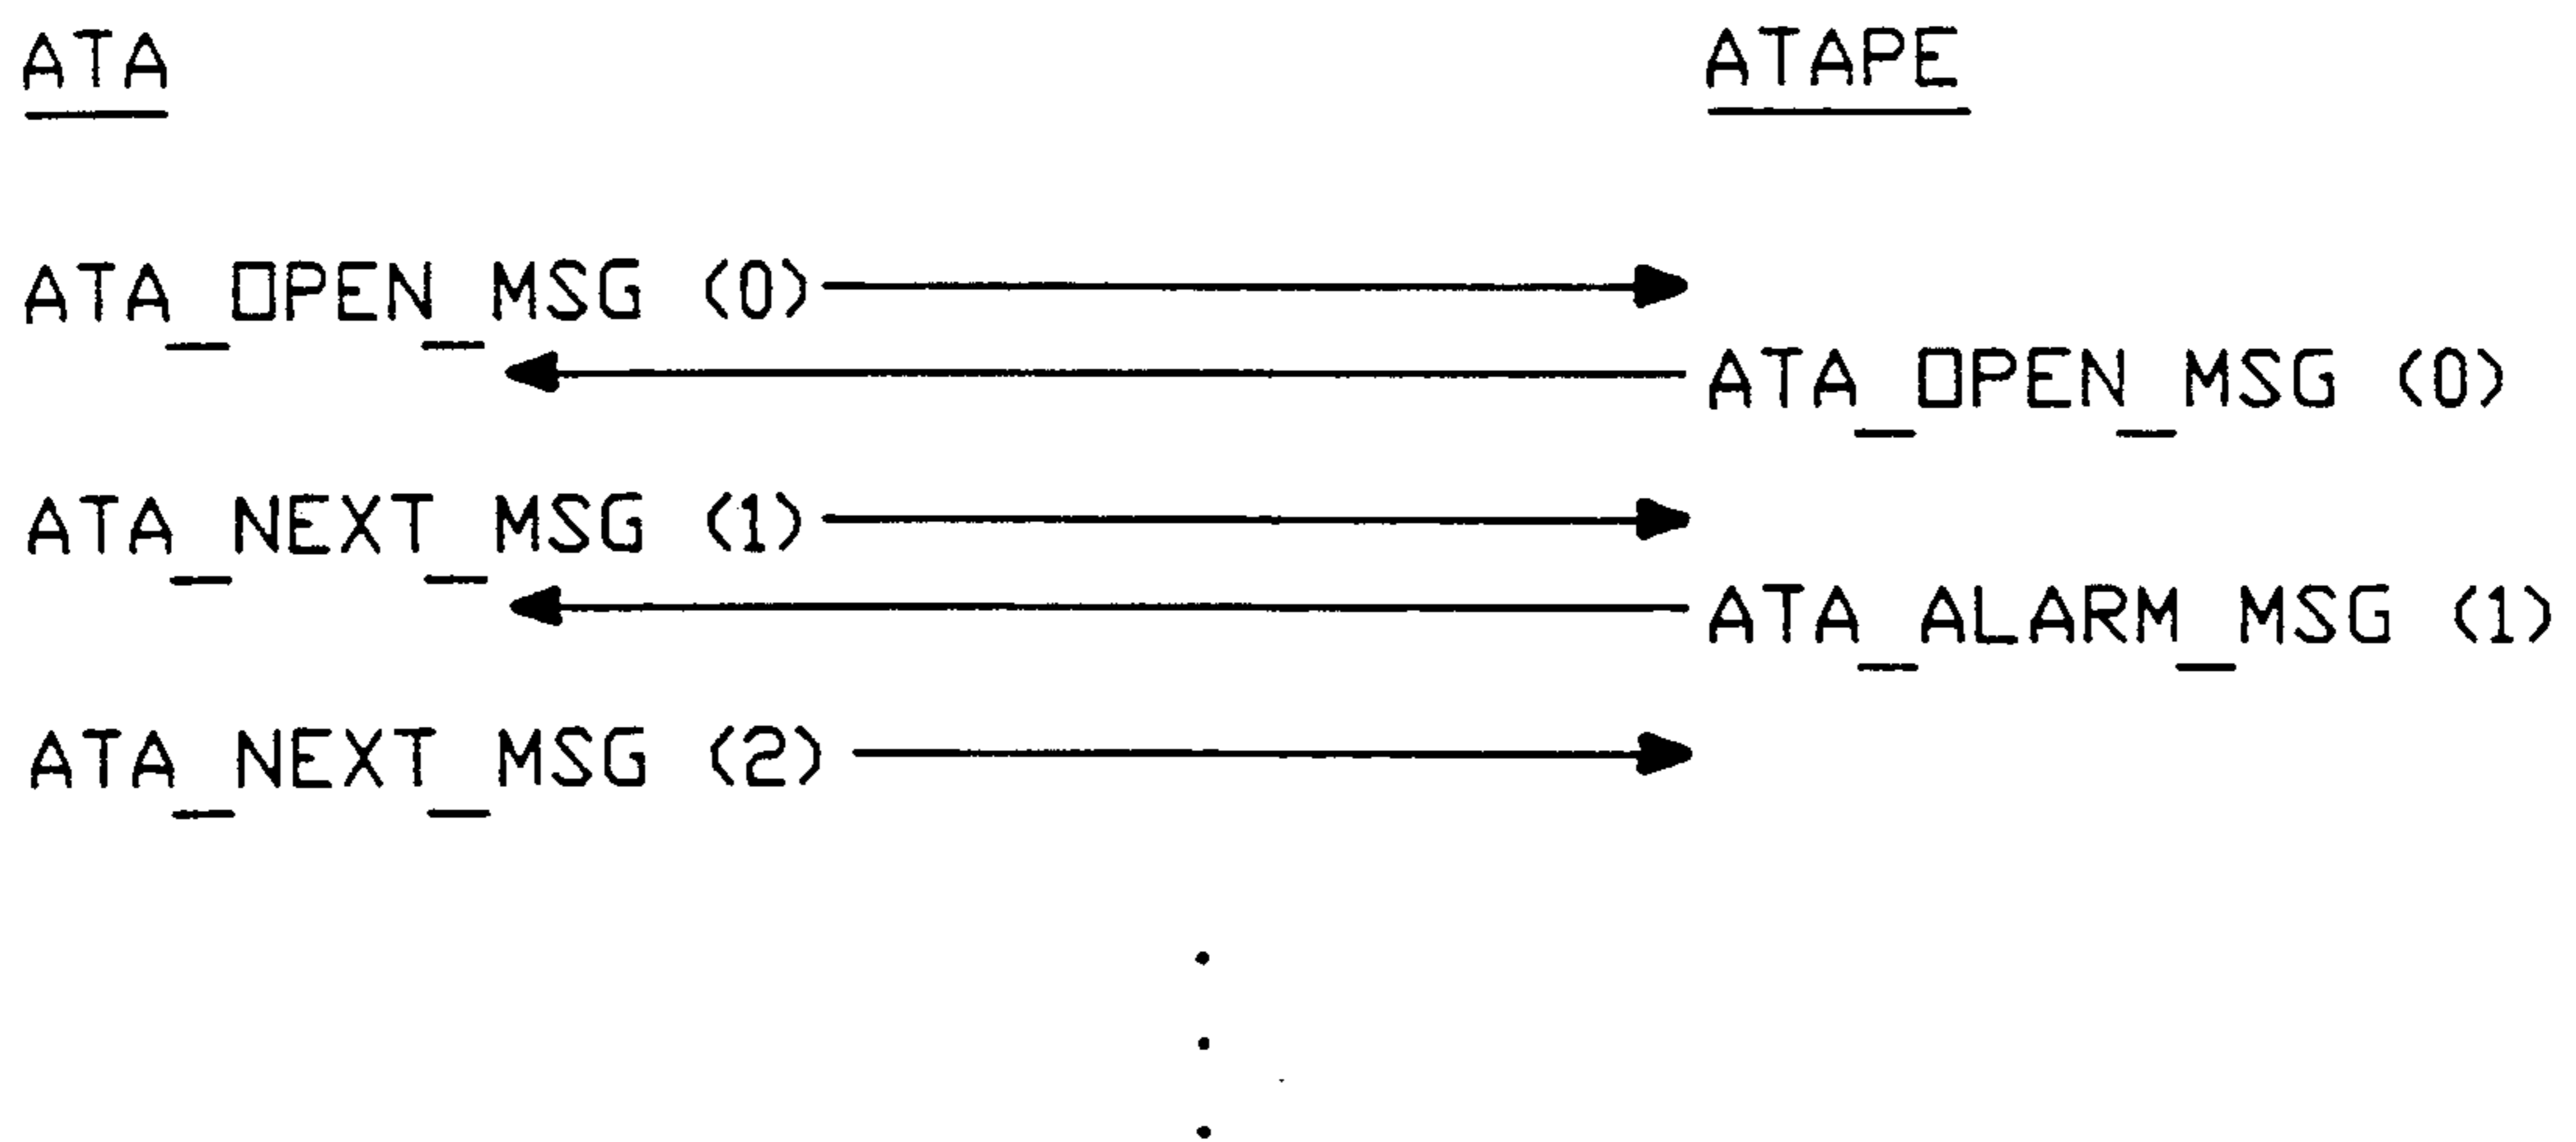 ATA ATAPE
ATA_OPEN_MSG (0)
ATA_OPEN_MSG (0)
ATA_NEXT_MSG (1)
ATA_ALARM_MSG (1)
ATA_NEXT_MSG (2)